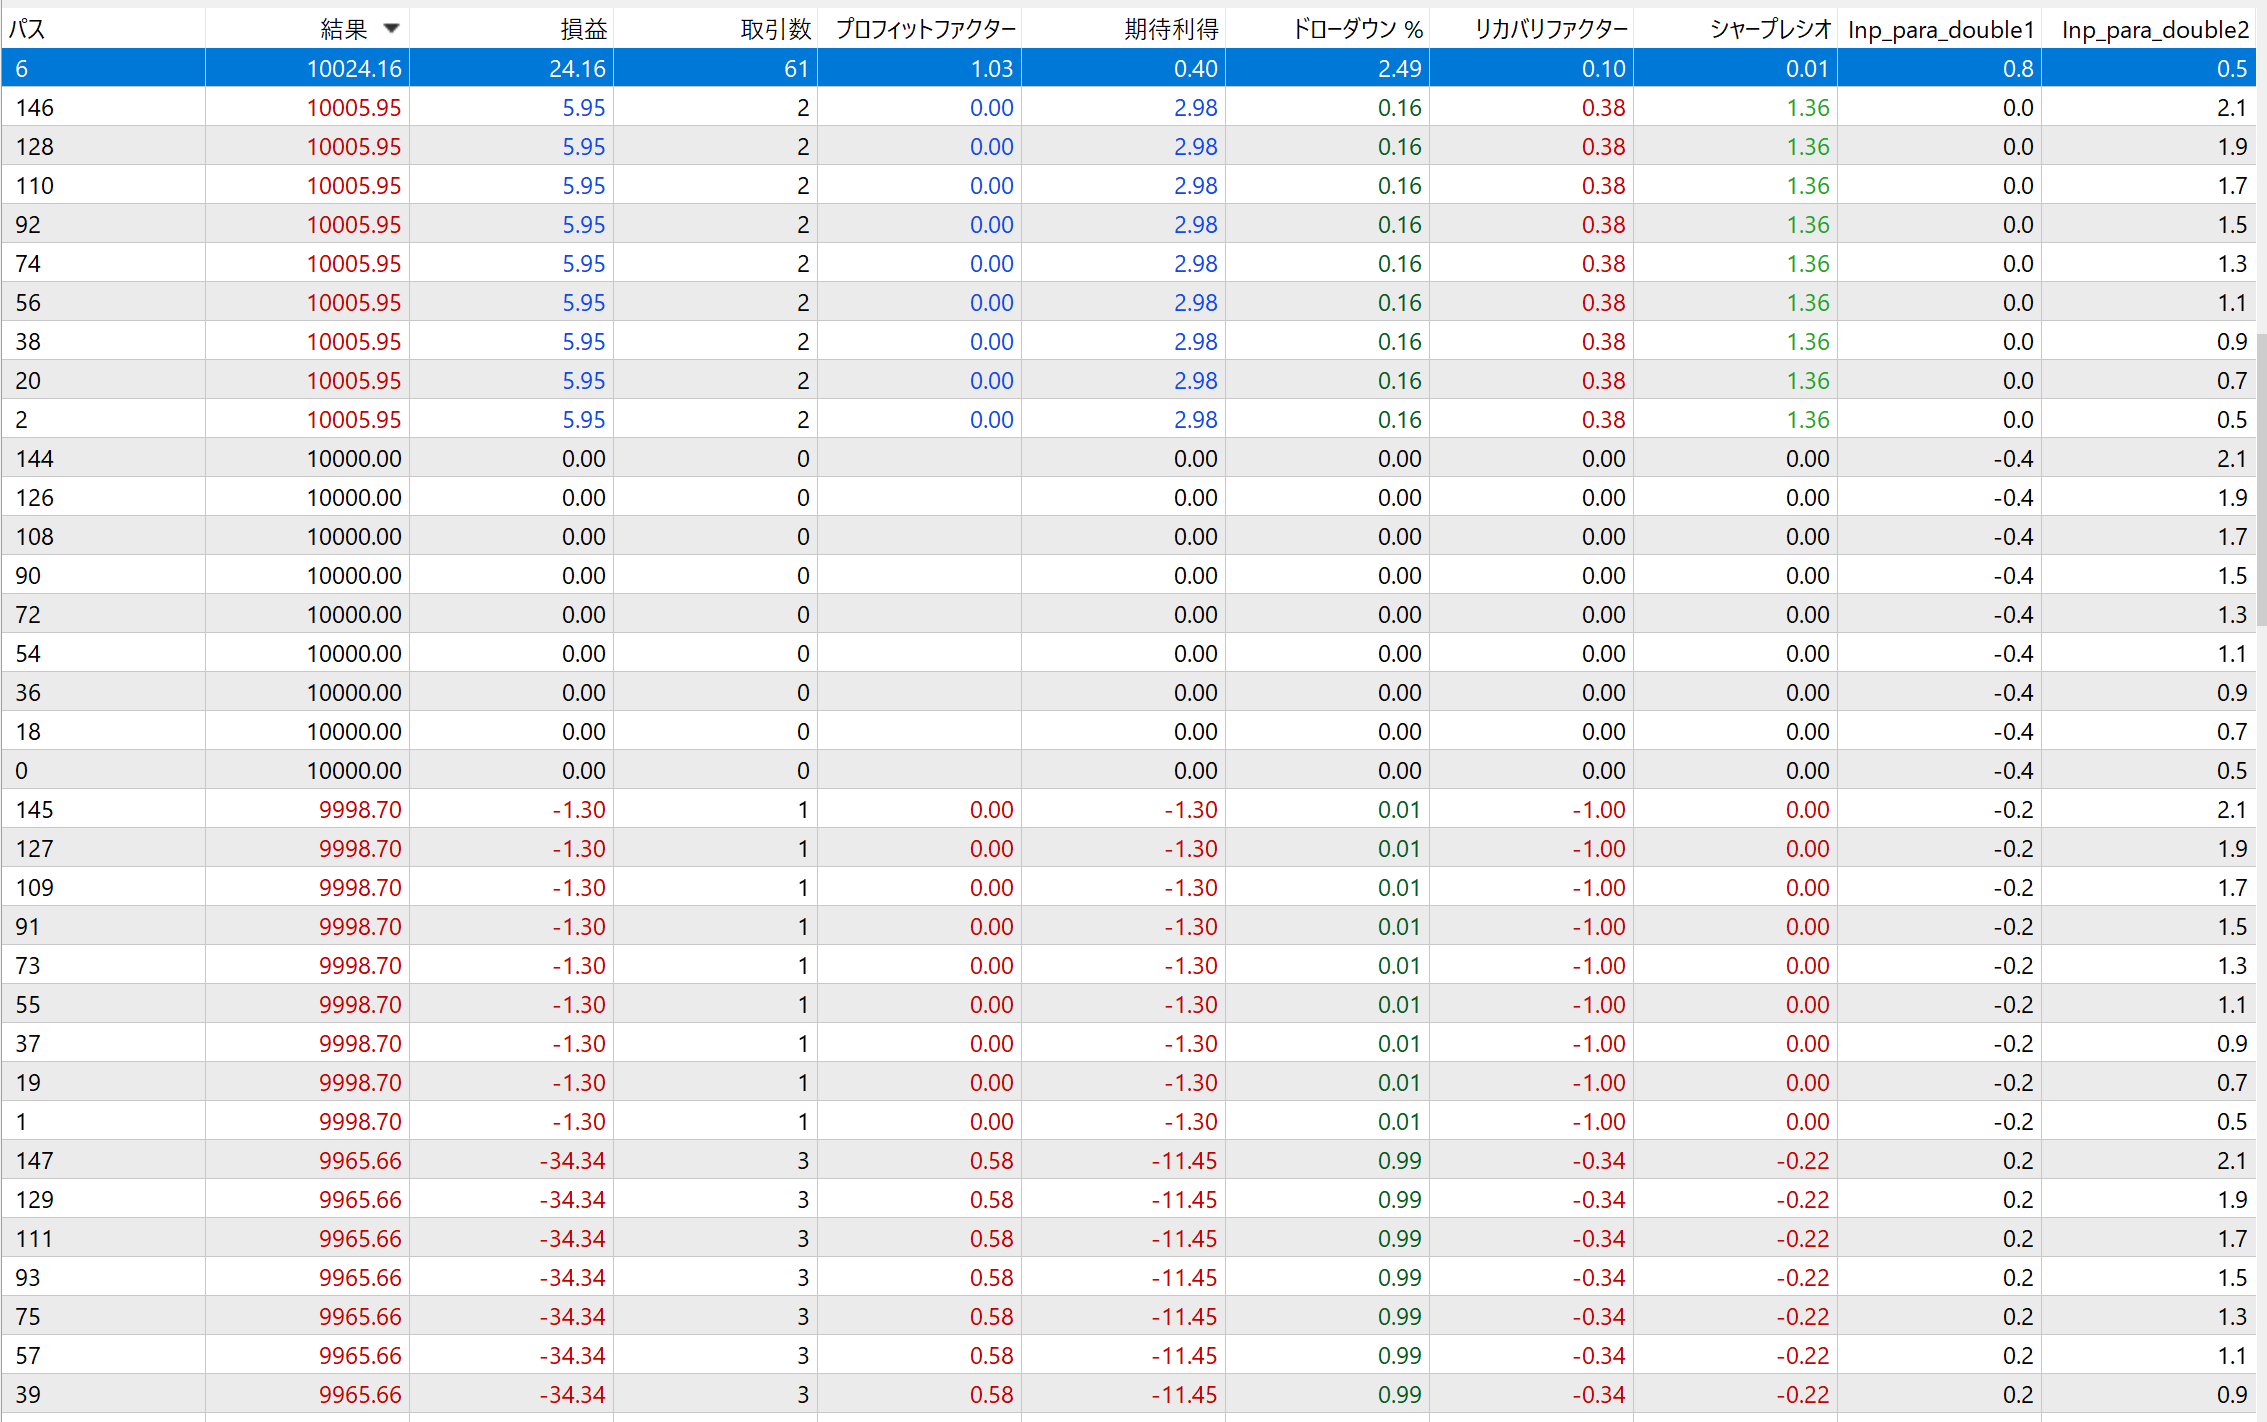 パス 結果 損益 取引数 プロフィットファクター 期待利得 ドローダウン % リカバリファクター シャープレシオ Inp_para_double1 Inp_para_double2
6 10024.16 24.16 61 1.03 0.40 2.49 0.10 0.01 0.8 0.5
146 10005.95 5.95 2 0.00 2.98 0.16 0.38 1.36 0.0 2.1
128 10005.95 5.95 2 0.00 2.98 0.16 0.38 1.36 0.0 1.9
110 10005.95 5.95 2 0.00 2.98 0.16 0.38 1.36 0.0 1.7
92 10005.95 5.95 2 0.00 2.98 0.16 0.38 1.36 0.0 1.5
74 10005.95 5.95 2 0.00 2.98 0.16 0.38 1.36 0.0 1.3
56 10005.95 5.95 2 0.00 2.98 0.16 0.38 1.36 0.0 1.1
38 10005.95 5.95 2 0.00 2.98 0.16 0.38 1.36 0.0 0.9
20 10005.95 5.95 2 0.00 2.98 0.16 0.38 1.36 0.0 0.7
2 10005.95 5.95 2 0.00 2.98 0.16 0.38 1.36 0.0 0.5
144 10000.00 0.00 0 0.00 0.00 0.00 0.00 -0.4 2.1
126 10000.00 0.00 0 0.00 0.00 0.00 0.00 -0.4 1.9
108 10000.00 0.00 0 0.00 0.00 0.00 0.00 -0.4 1.7
90 10000.00 0.00 0 0.00 0.00 0.00 0.00 -0.4 1.5
72 10000.00 0.00 0 0.00 0.00 0.00 0.00 -0.4 1.3
54 10000.00 0.00 0 0.00 0.00 0.00 0.00 -0.4 1.1
36 10000.00 0.00 0 0.00 0.00 0.00 0.00 -0.4 0.9
18 10000.00 0.00 0 0.00 0.00 0.00 0.00 -0.4 0.7
0 10000.00 0.00 0 0.00 0.00 0.00 0.00 -0.4 0.5
145 9998.70 -1.30 1 0.00 -1.30 0.01 -1.00 0.00 -0.2 2.1
127 9998.70 -1.30 1 0.00 -1.30 0.01 -1.00 0.00 -0.2 1.9
109 9998.70 -1.30 1 0.00 -1.30 0.01 -1.00 0.00 -0.2 1.7
91 9998.70 -1.30 1 0.00 -1.30 0.01 -1.00 0.00 -0.2 1.5
73 9998.70 -1.30 1 0.00 -1.30 0.01 -1.00 0.00 -0.2 1.3
55 9998.70 -1.30 1 0.00 -1.30 0.01 -1.00 0.00 -0.2 1.1
37 9998.70 -1.30 1 0.00 -1.30 0.01 -1.00 0.00 -0.2 0.9
19 9998.70 -1.30 1 0.00 -1.30 0.01 -1.00 0.00 -0.2 0.7
1 9998.70 -1.30 1 0.00 -1.30 0.01 -1.00 0.00 -0.2 0.5
147 9965.66 -34.34 3 0.58 -11.45 0.99 -0.34 -0.22 0.2 2.1
129 9965.66 -34.34 3 0.58 -11.45 0.99 -0.34 -0.22 0.2 1.9
111 9965.66 -34.34 3 0.58 -11.45 0.99 -0.34 -0.22 0.2 1.7
93 9965.66 -34.34 3 0.58 -11.45 0.99 -0.34 -0.22 0.2 1.5
75 9965.66 -34.34 3 0.58 -11.45 0.99 -0.34 -0.22 0.2 1.3
57 9965.66 -34.34 3 0.58 -11.45 0.99 -0.34 -0.22 0.2 1.1
39 9965.66 -34.34 3 0.58 -11.45 0.99 -0.34 -0.22 0.2 0.9